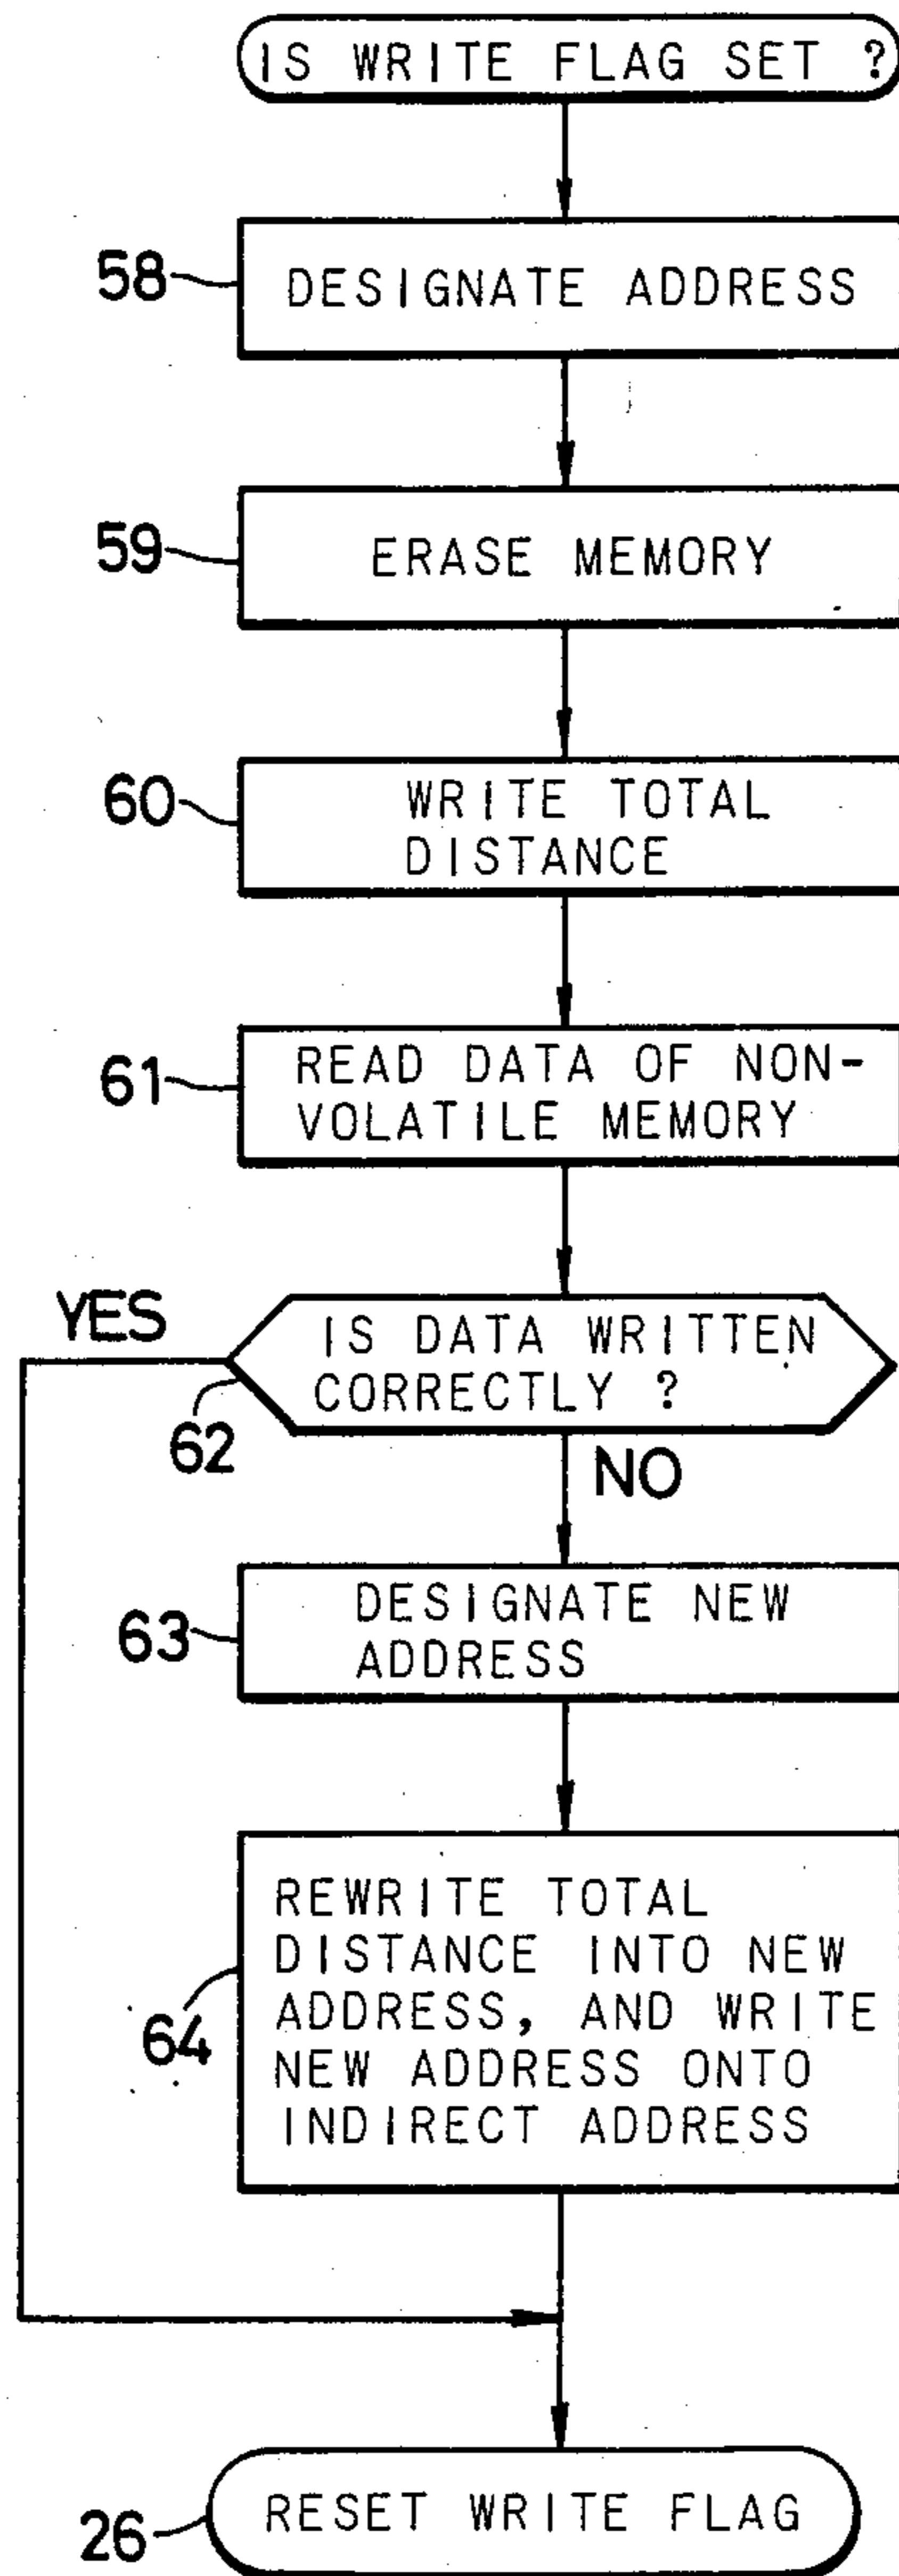 IS WRITE FLAG SET ?
58
DESIGNATE ADDRESS
59
ERASE MEMORY
60
WRITE TOTAL
DISTANCE
61
READ DATA OF NON-
VOLATILE MEMORY
YES
IS DATA WRITTEN
CORRECTLY ?
62
NO
63
DESIGNATE NEW
ADDRESS
64
REWRITE TOTAL
DISTANCE INTO NEW
ADDRESS, AND WRITE
NEW ADDRESS ONTO
INDIRECT ADDRESS
26
RESET WRITE FLAG